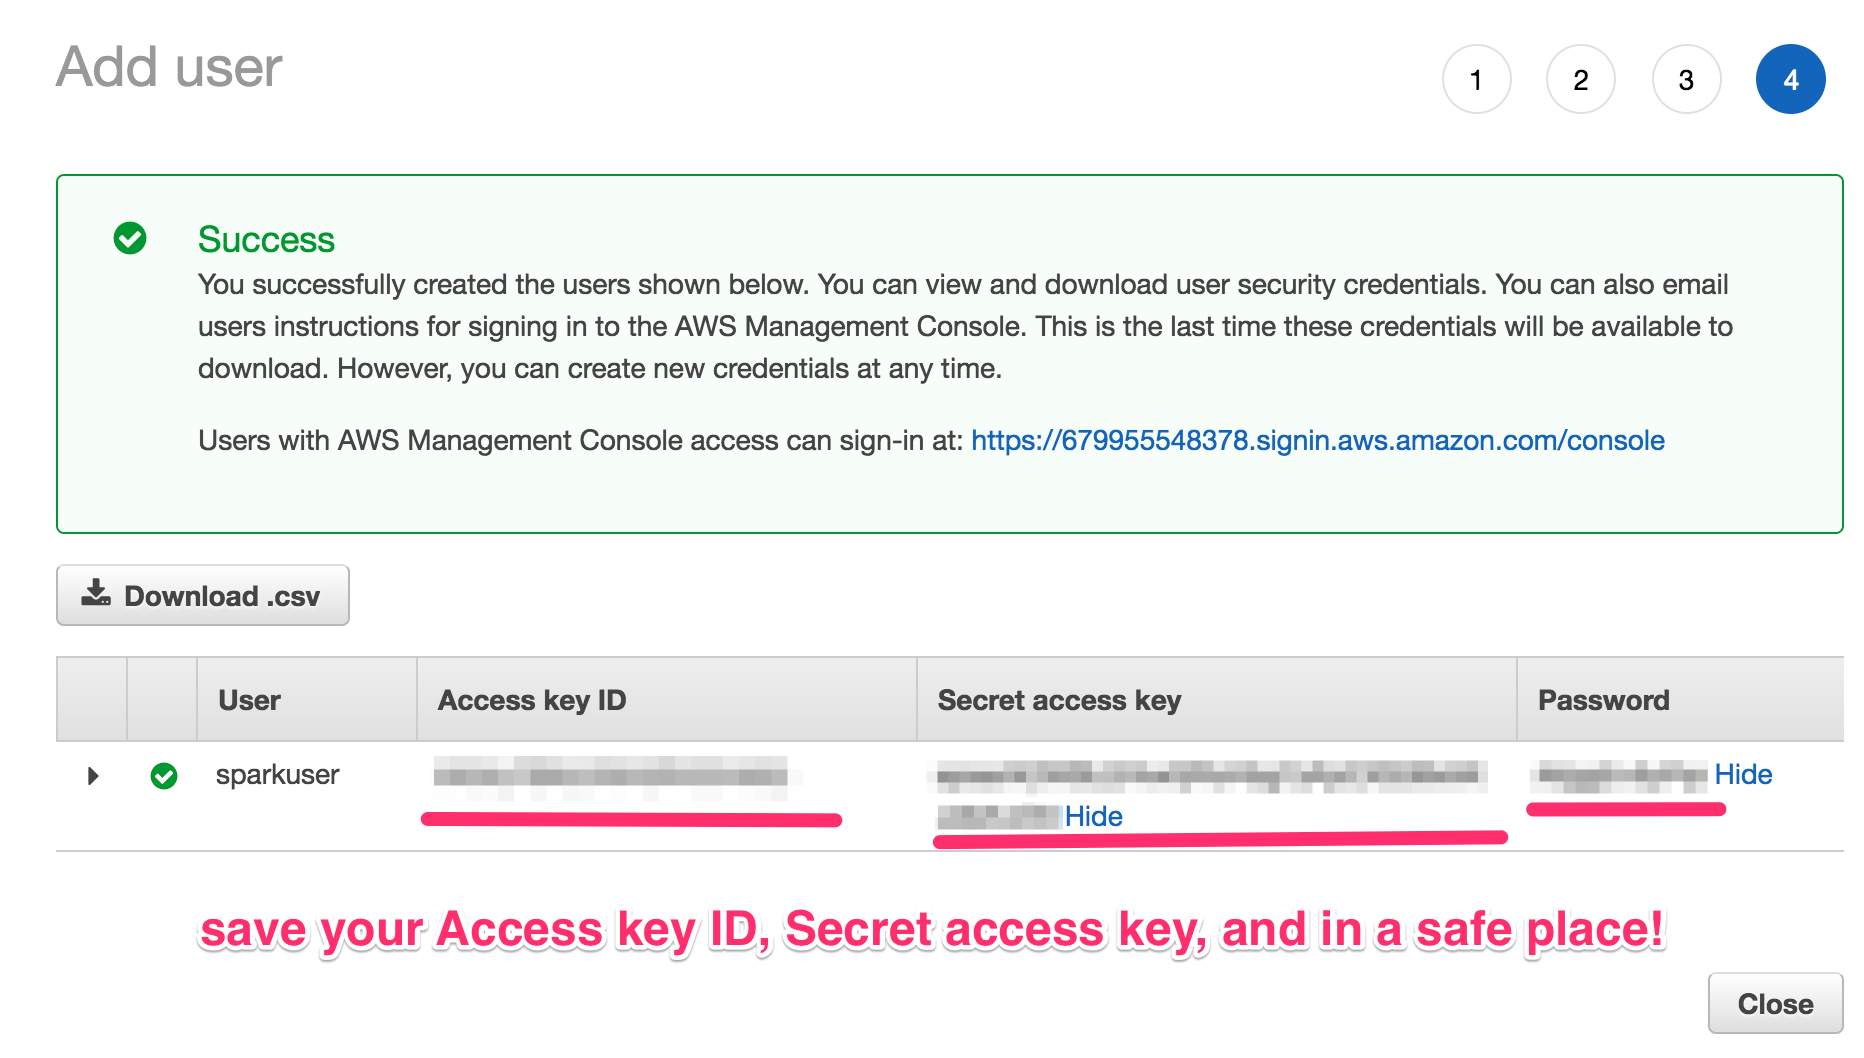 Add user
1 2 3 4
Success
You successfully created the users shown below. You can view and download user security credentials. You can also email
users instructions for signing in to the AWS Management Console. This is the last time these credentials will be available to
download. However, you can create new credentials at any time.
Users with AWS Management Console access can sign-in at: https://679955548378.signin.aws.amazon.com/console
Download .csv
User Access key ID Secret access key Password
sparkuser Hide
Hide
save your Access key ID, Secret access key, and in a safe place!
Close